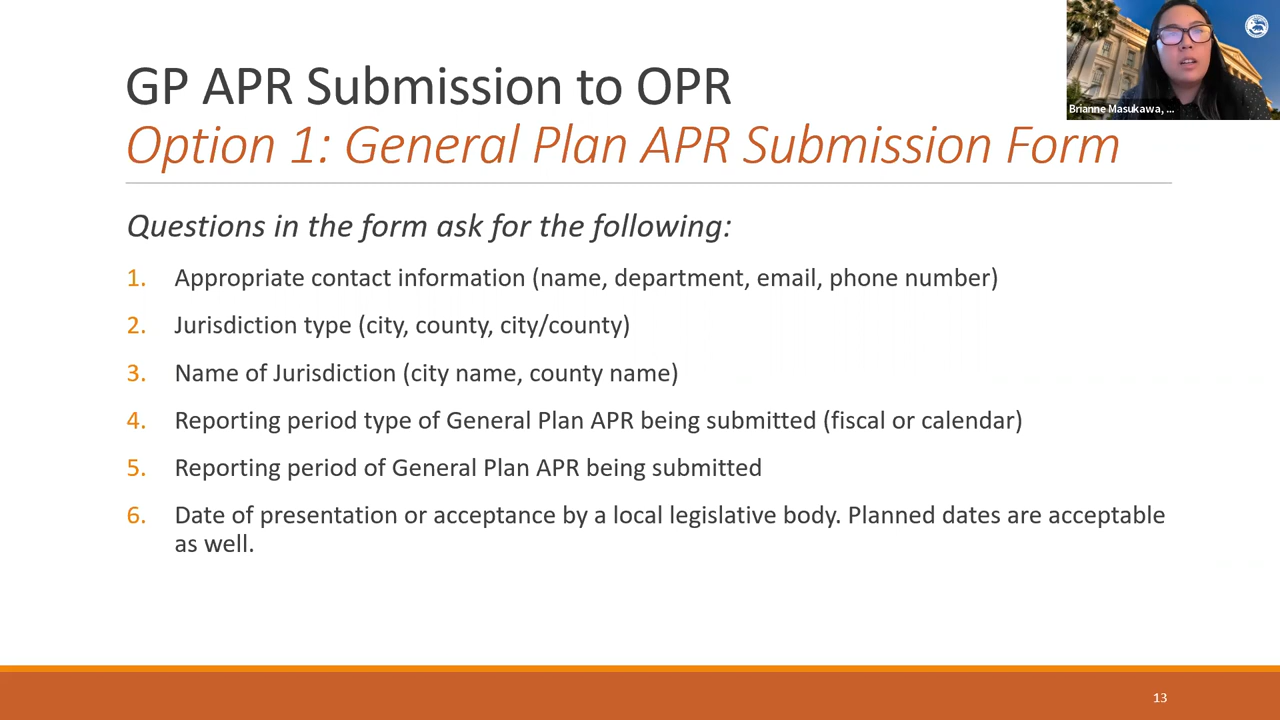 GP APR Submission to OPR
Option 1: General Plan APR Submission Form
Brianne Masukawa, ...
Questions in the form ask for the following:
1. Appropriate contact information (name, department, email, phone number)
2. Jurisdiction type (city, county, city/county)
3. Name of Jurisdiction (city name, county name)
4. Reporting period type of General Plan APR being submitted (fiscal or calendar)
5. Reporting period of General Plan APR being submitted
6. Date of presentation or acceptance by a local legislative body. Planned dates are acceptable
as well.
13